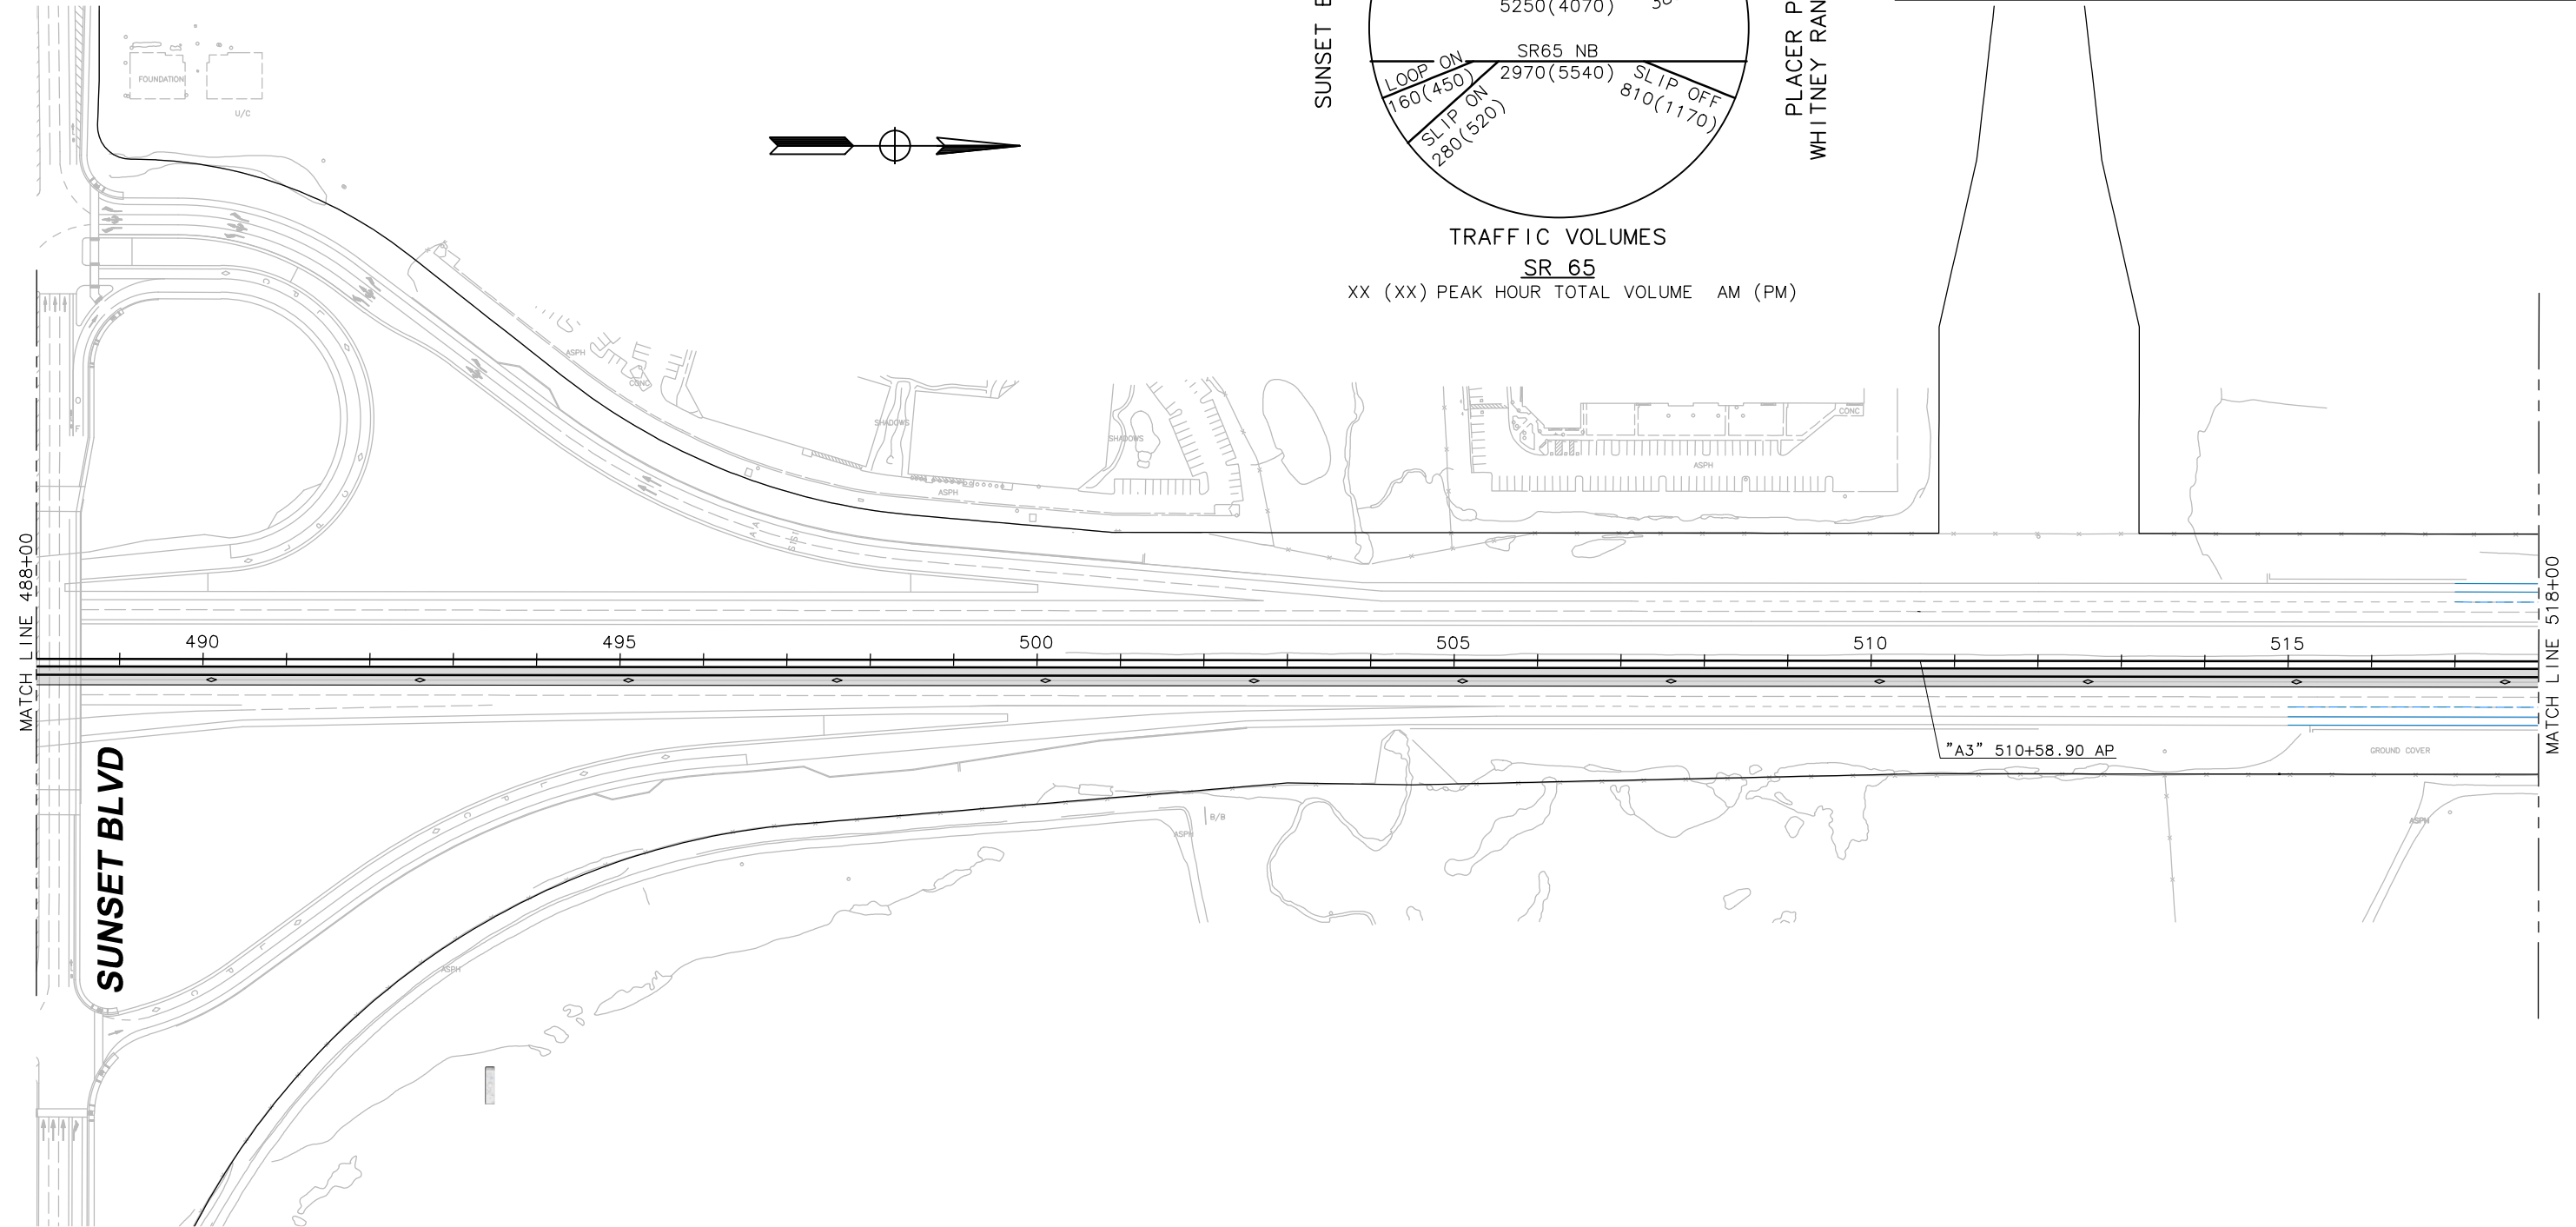 5250(4070)
SUNSET B
PLACER P
WHITNEY RAN
SR65 NB
2970(5540)
LOOP ON
160(450)
SLIP ON
280(520)
SLIP OFF
810(1170)
TRAFFIC VOLUMES
SR 65
XX (XX) PEAK HOUR TOTAL VOLUME AM (PM)
FOUNDATION
U/C
ASPH
CONC
SHADOWS
ASPH
SHADOWS
ASPH
CONC
MATCH LINE 488+00
490
495
500
505
510
515
MATCH LINE 518+00
"A3" 510+58.90 AP
GROUND COVER
SUNSET BLVD
B/B
ASPH
ASPH
ASPH